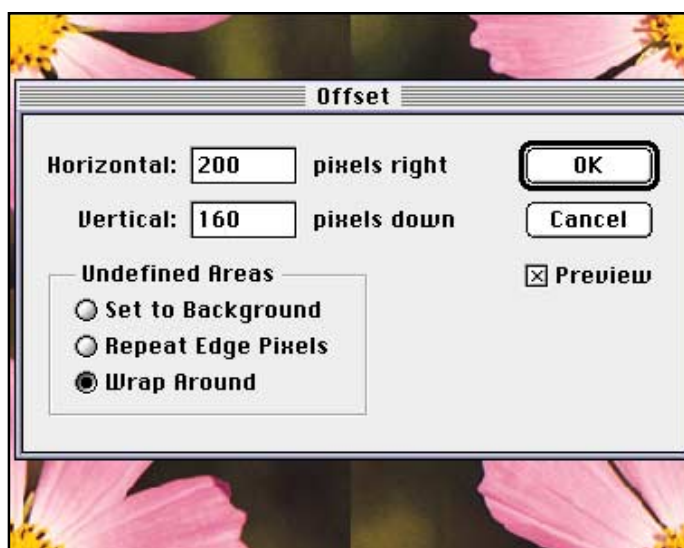 Offset
Horizontal: 200 pixels right
OK
Vertical: 160 pixels down
Cancel
Undefined Areas
Preview
Set to Background
Repeat Edge Pixels
Wrap Around